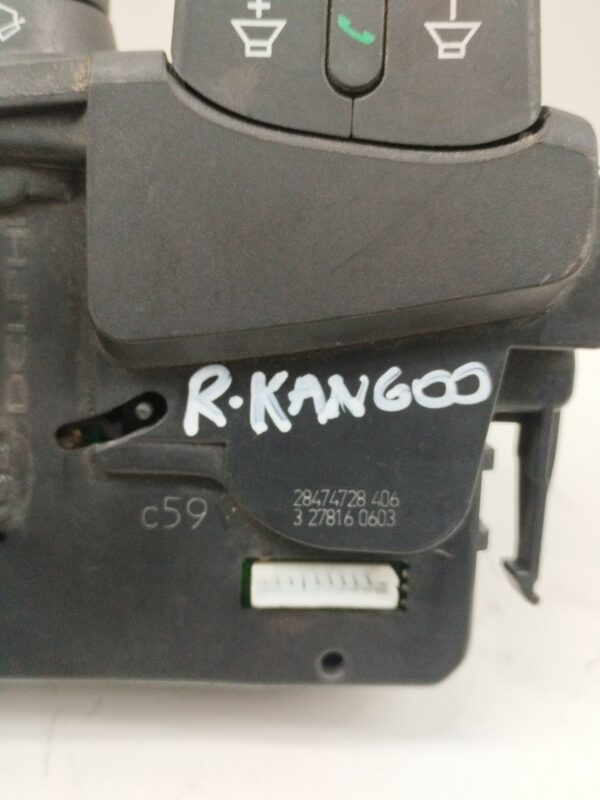 DELPHI
R.KANGOO
28474728 406
3 27816 0603
c59